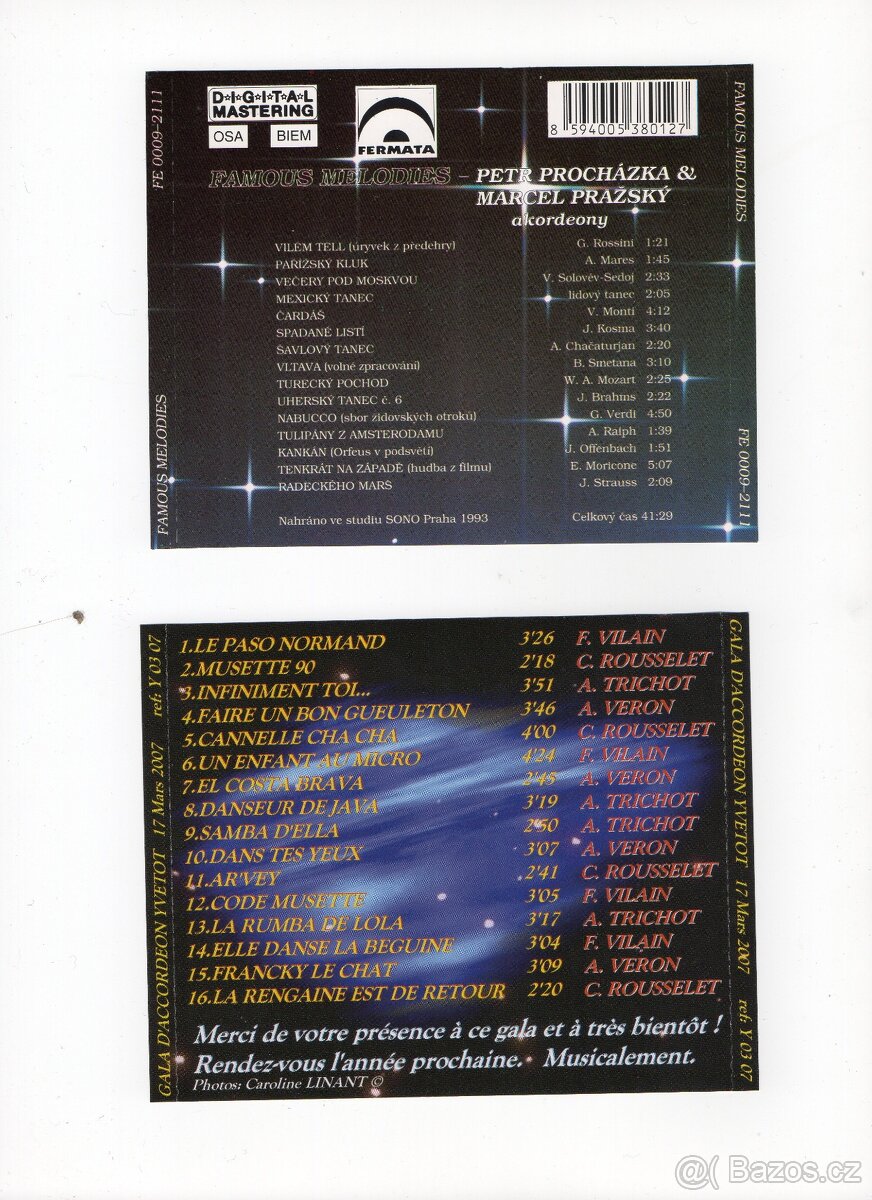 D★I★G★I★T★A★L
MASTERING
OSA BIEM
FERMATA
8 594005 380127
FE 0009-2111
FAMOUS MELODIES
FAMOUS MELODIES – PETR PROCHÁZKA &
MARCEL PRAŽSKÝ
akordeony
VILÉM TELL (úryvek z předehry) G. Rossini 1:21
PAŘÍŽSKÝ KLUK A. Mares 1:45
VEČERY POD MOSKVOU V. Solověv-Sedoj 2:33
MEXICKÝ TANEC lidový tanec 2:05
ČARDÁŠ V. Monti 4:12
SPADANÉ LISTÍ J. Kosma 3:40
ŠAVLOVÝ TANEC A. Chačaturjan 2:20
VLTAVA (volné zpracování) B. Smetana 3:10
TURECKÝ POCHOD W. A. Mozart 2:25
UHERSKÝ TANEC č. 6 J. Brahms 2:22
NABUCCO (sbor židovských otroků) G. Verdi 4:50
TULIPÁNY Z AMSTERODAMU A. Ralph 1:39
KANKÁN (Orfeus v podsvětí) J. Offenbach 1:51
TENKRÁT NA ZÁPADĚ (hudba z filmu) E. Moricone 5:07
RADECKÉHO MARŠ J. Strauss 2:09
Nahráno ve studiu SONO Praha 1993 Celkový čas 41:29
FAMOUS MELODIES
FE 0009-2111
GALA D'ACCORDEON YVETOT 17 Mars 2007 ref: Y 03 07
1.LE PASO NORMAND 3'26 F. VILAIN
2.MUSETTE 90 2'18 C. ROUSSELET
3.INFINIMENT TOI... 3'51 A. TRICHOT
4.FAIRE UN BON GUEULETON 3'46 A. VERON
5.CANNELLE CHA CHA 4'00 C. ROUSSELET
6.UN ENFANT AU MICRO 4'24 F. VILAIN
7.EL COSTA BRAVA 2'45 A. VERON
8.DANSEUR DE JAVA 3'19 A. TRICHOT
9.SAMBA D'ELLA 2'50 A. TRICHOT
10.DANS TES YEUX 3'07 A. VERON
11.AR'VEY 2'41 C. ROUSSELET
12.CODE MUSETTE 3'05 F. VILAIN
13.LA RUMBA DE LOLA 3'17 A. TRICHOT
14.ELLE DANSE LA BEGUINE 3'04 F. VILAIN
15.FRANCKY LE CHAT 3'09 A. VERON
16.LA RENGAINE EST DE RETOUR 2'20 C. ROUSSELET
Merci de votre présence à ce gala et à très bientôt !
Rendez-vous l'année prochaine. Musicalement.
Photos: Caroline LINANT ©
GALA D'ACCORDEON YVETOT 17 Mars 2007 ref: Y 03 07
@( Bazos.cz